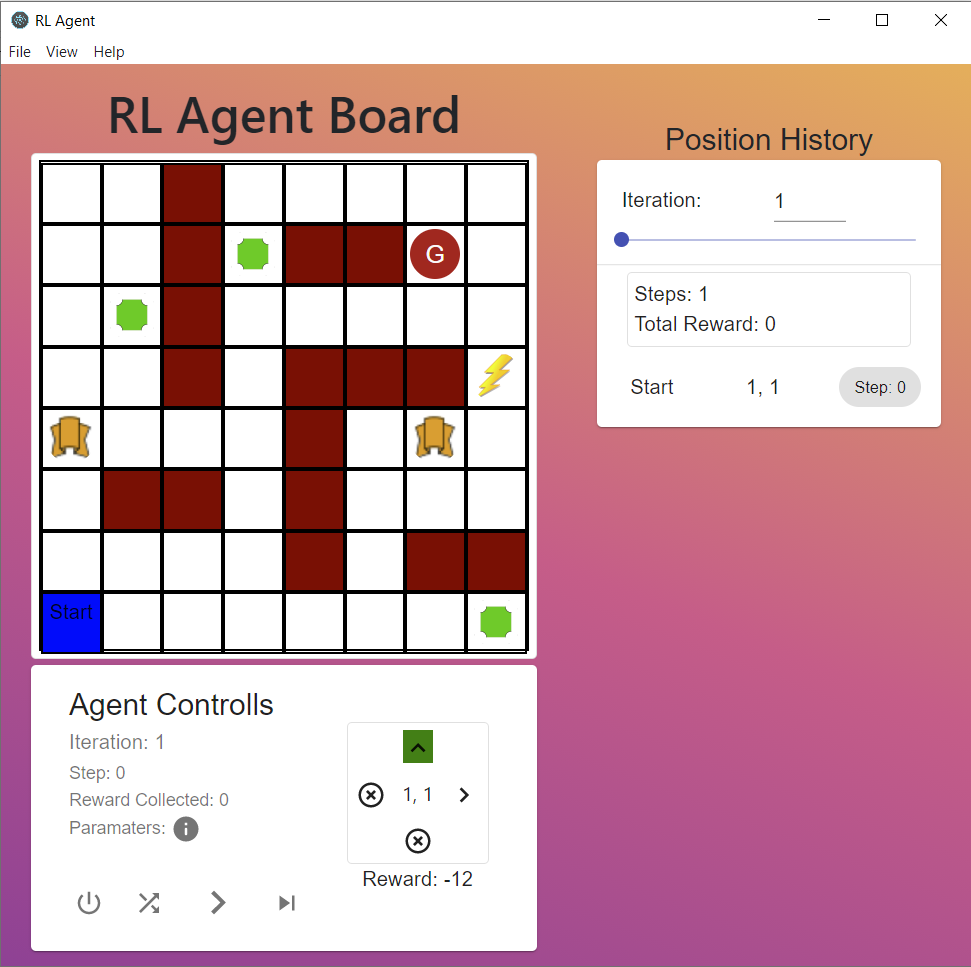 RL Agent
File View Help
RL Agent Board
G
Start
Position History
Iteration: 1
Steps: 1
Total Reward: 0
Start 1, 1 Step: 0
Agent Controlls
Iteration: 1
Step: 0
Reward Collected: 0
Paramaters: i
1, 1
Reward: -12